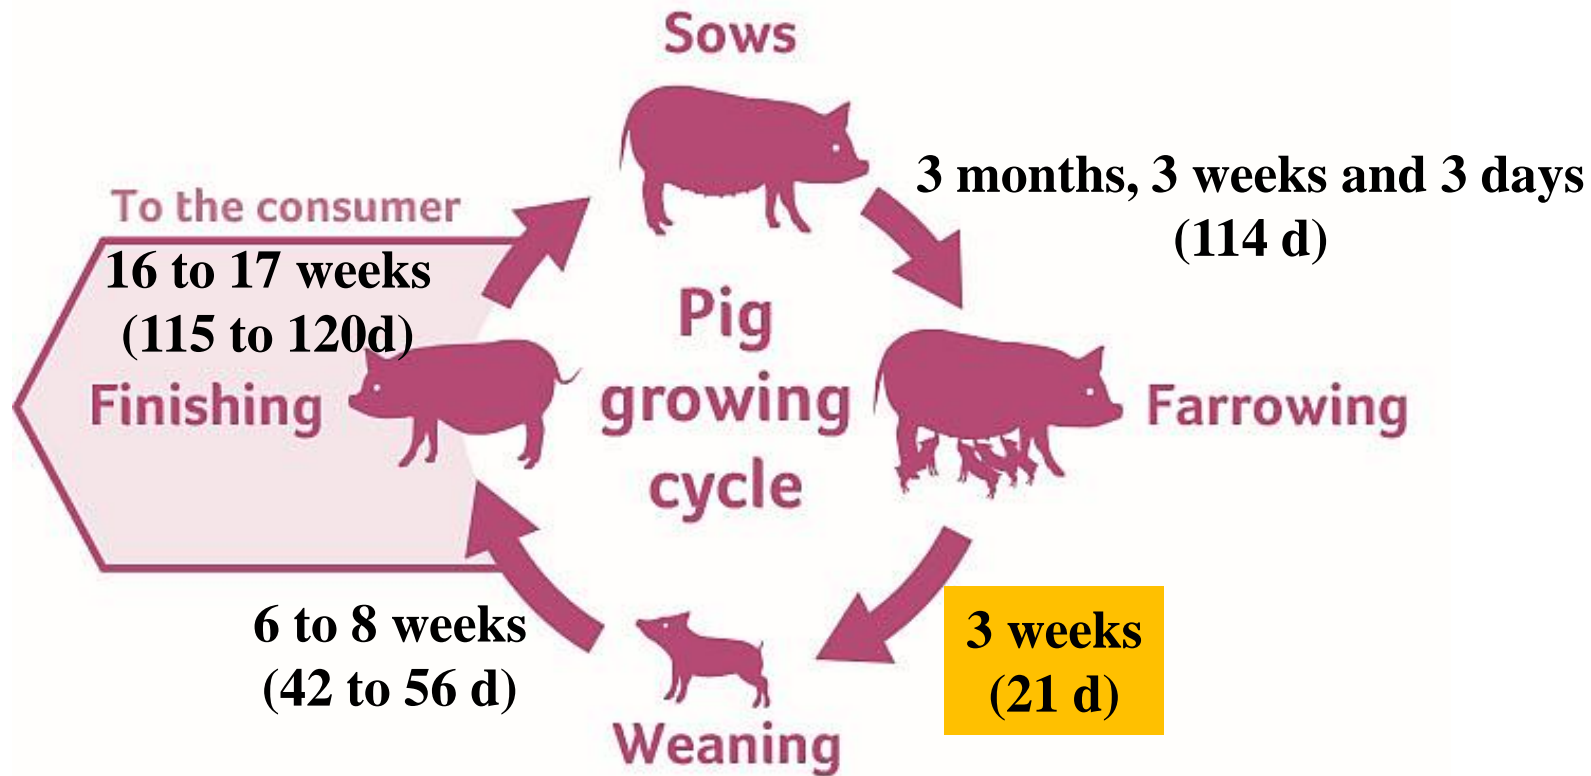 Sows
3 months, 3 weeks and 3 days
(114 d)
To the consumer
16 to 17 weeks
(115 to 120d)
Finishing
Pig
growing
cycle
Farrowing
6 to 8 weeks
(42 to 56 d)
3 weeks
(21 d)
Weaning